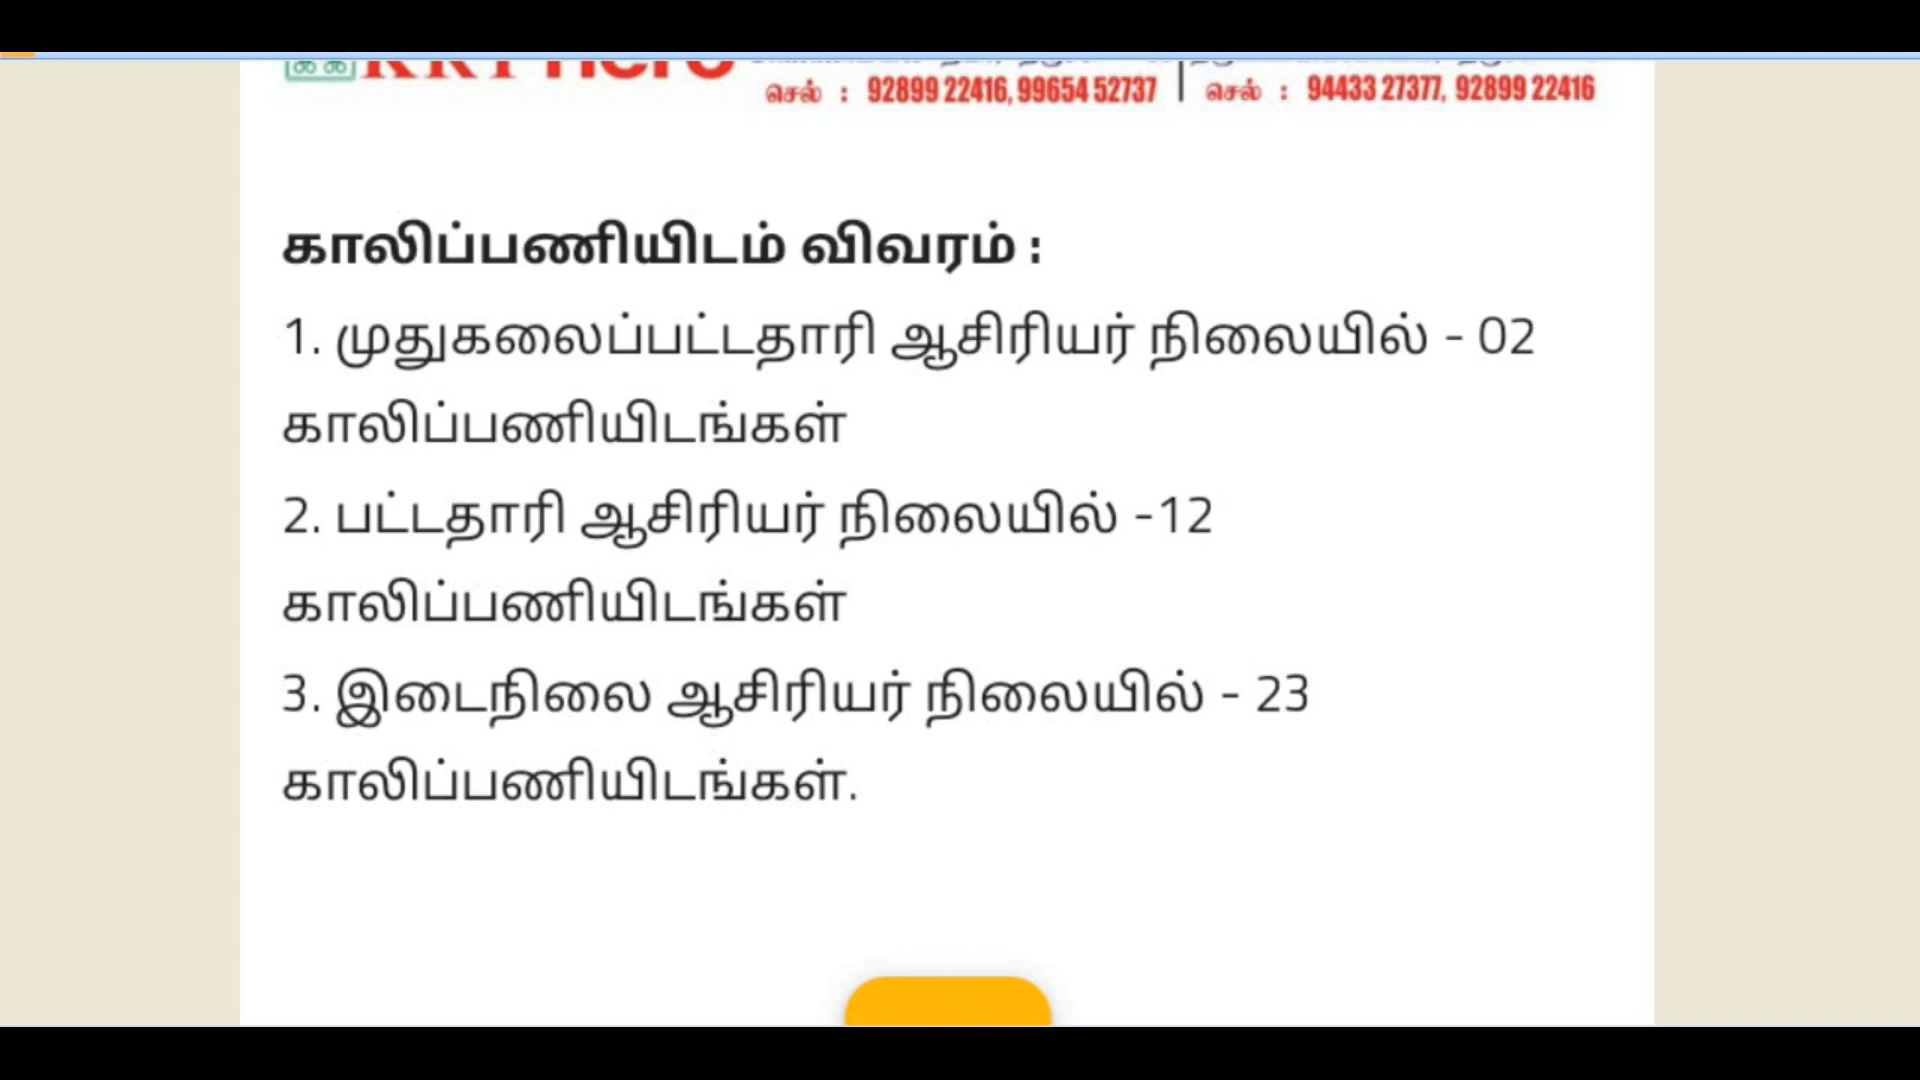 செல் : 92899 22416, 99654 52737 | செல் : 94433 27377, 92899 22416
காலிப்பணியிடம் விவரம் :
1. முதுகலைப்பட்டதாரி ஆசிரியர் நிலையில் - 02
காலிப்பணியிடங்கள்
2. பட்டதாரி ஆசிரியர் நிலையில் -12
காலிப்பணியிடங்கள்
3. இடைநிலை ஆசிரியர் நிலையில் - 23
காலிப்பணியிடங்கள்.